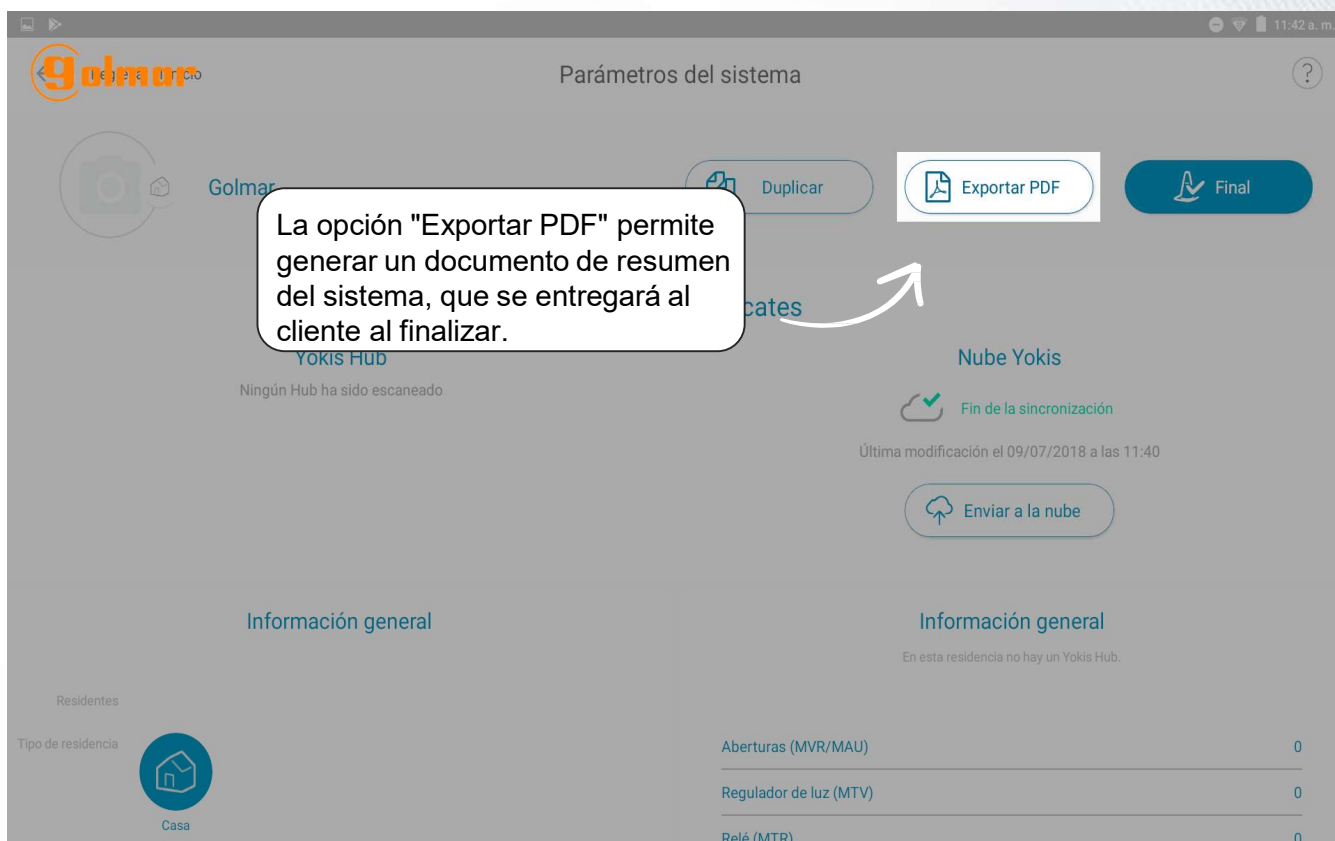 11:42 a. m.
golmar
Parámetros del sistema
?
Golmar
Duplicar
Exportar PDF
Final
La opción "Exportar PDF" permite
generar un documento de resumen
del sistema, que se entregará al
cliente al finalizar.
cates
Yokis Hub
Ningún Hub ha sido escaneado
Nube Yokis
Fin de la sincronización
Última modificación el 09/07/2018 a las 11:40
Enviar a la nube
Información general
Información general
En esta residencia no hay un Yokis Hub.
Residentes
Tipo de residencia
Casa
Aberturas (MVR/MAU) 0
Regulador de luz (MTV) 0
Relé (MTR) 0